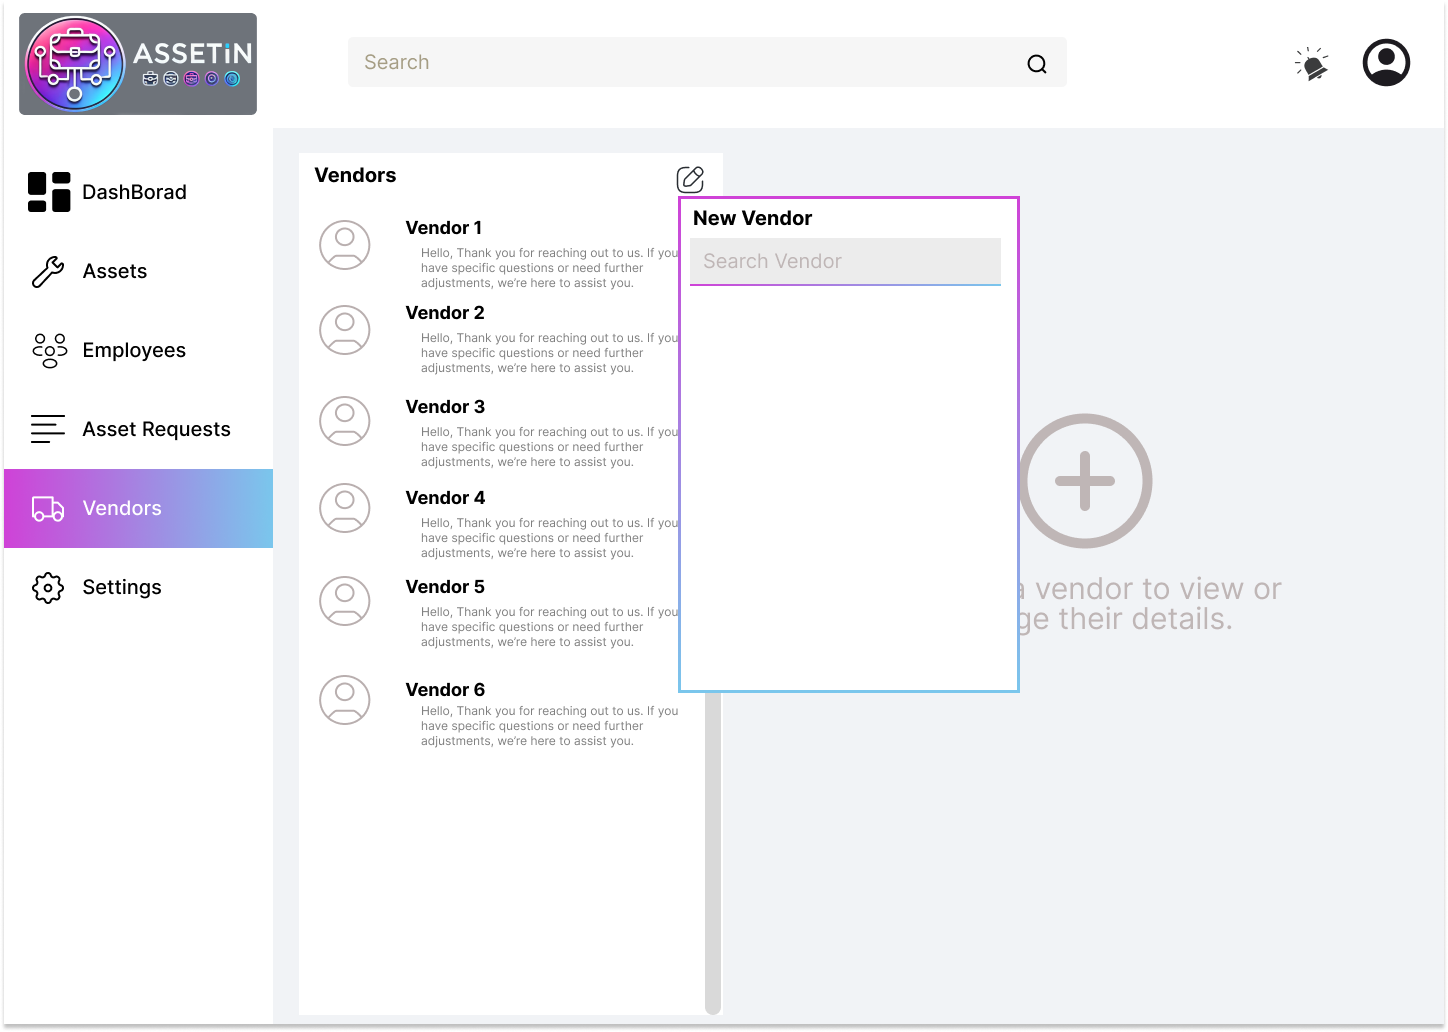 ASSETiN
Search
DashBorad
Assets
Employees
Asset Requests
Vendors
Settings
Vendors
Vendor 1
Hello, Thank you for reaching out to us. If you
have specific questions or need further
adjustments, we’re here to assist you.
Vendor 2
Hello, Thank you for reaching out to us. If you
have specific questions or need further
adjustments, we’re here to assist you.
Vendor 3
Hello, Thank you for reaching out to us. If you
have specific questions or need further
adjustments, we’re here to assist you.
Vendor 4
Hello, Thank you for reaching out to us. If you
have specific questions or need further
adjustments, we’re here to assist you.
Vendor 5
Hello, Thank you for reaching out to us. If you
have specific questions or need further
adjustments, we’re here to assist you.
Vendor 6
Hello, Thank you for reaching out to us. If you
have specific questions or need further
adjustments, we’re here to assist you.
New Vendor
Search Vendor
a vendor to view or
ge their details.